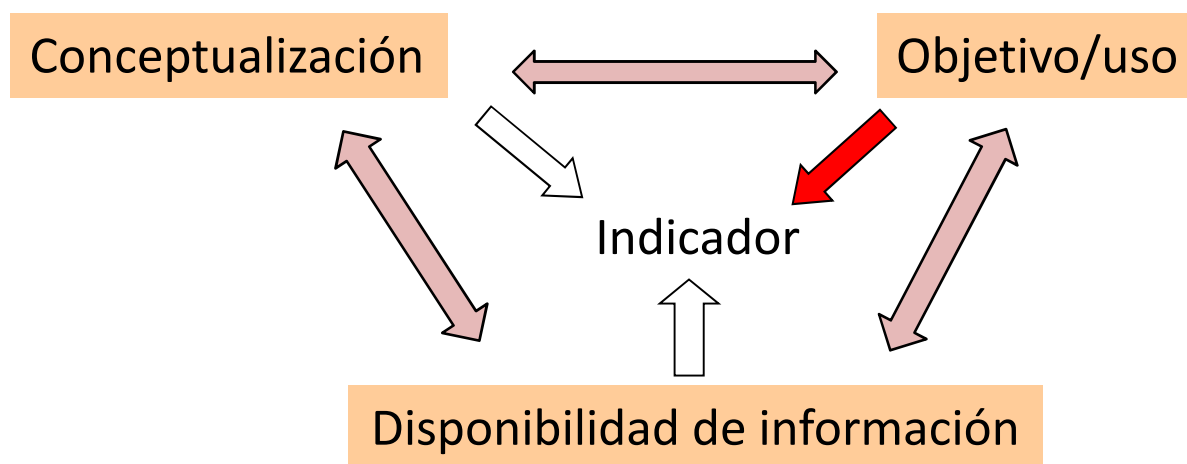 Conceptualización
Objetivo/uso
Indicador
Disponibilidad de información